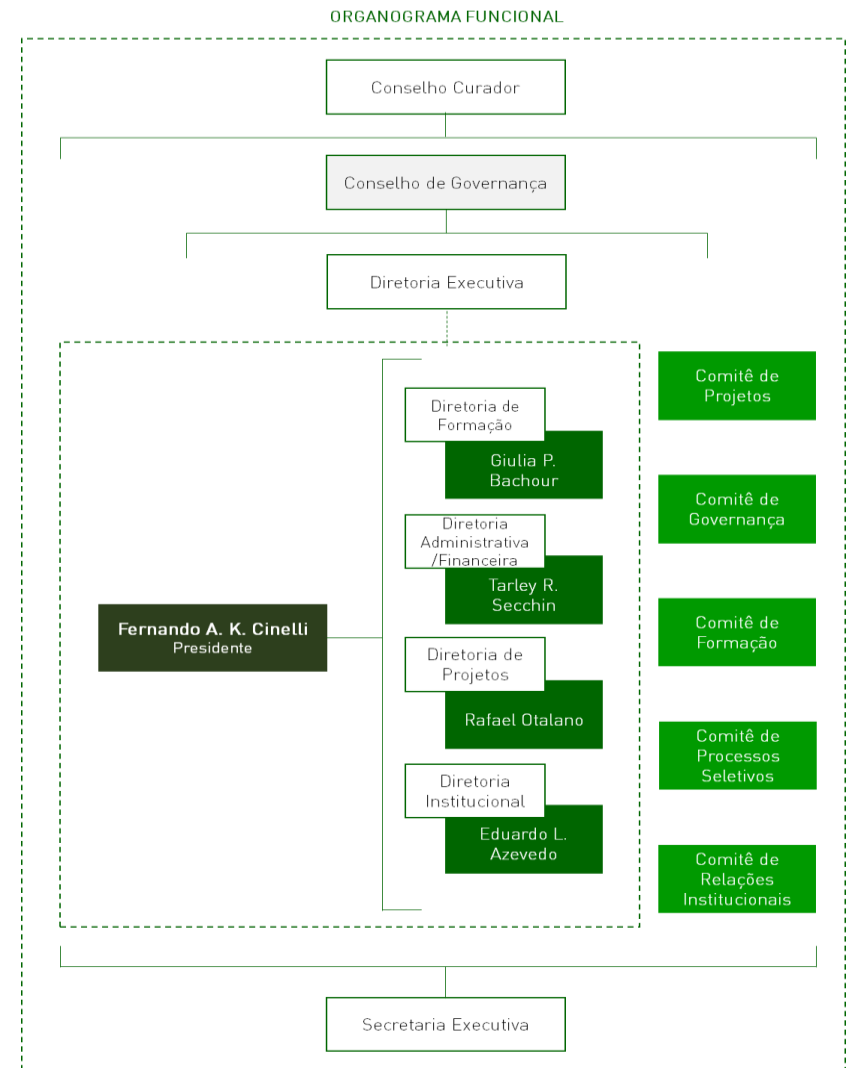 ORGANOGRAMA FUNCIONAL
Conselho Curador
Conselho de Governança
Diretoria Executiva
Fernando A. K. Cinelli
Presidente
Diretoria de
Formação
Giulia P.
Bachour
Diretoria
Administrativa
/Financeira
Tarley R.
Secchin
Diretoria de
Projetos
Rafael Otalano
Diretoria
Institucional
Eduardo L.
Azevedo
Comitê de
Projetos
Comitê de
Governança
Comitê de
Formação
Comitê de
Processos
Seletivos
Comitê de
Relações
Institucionais
Secretaria Executiva